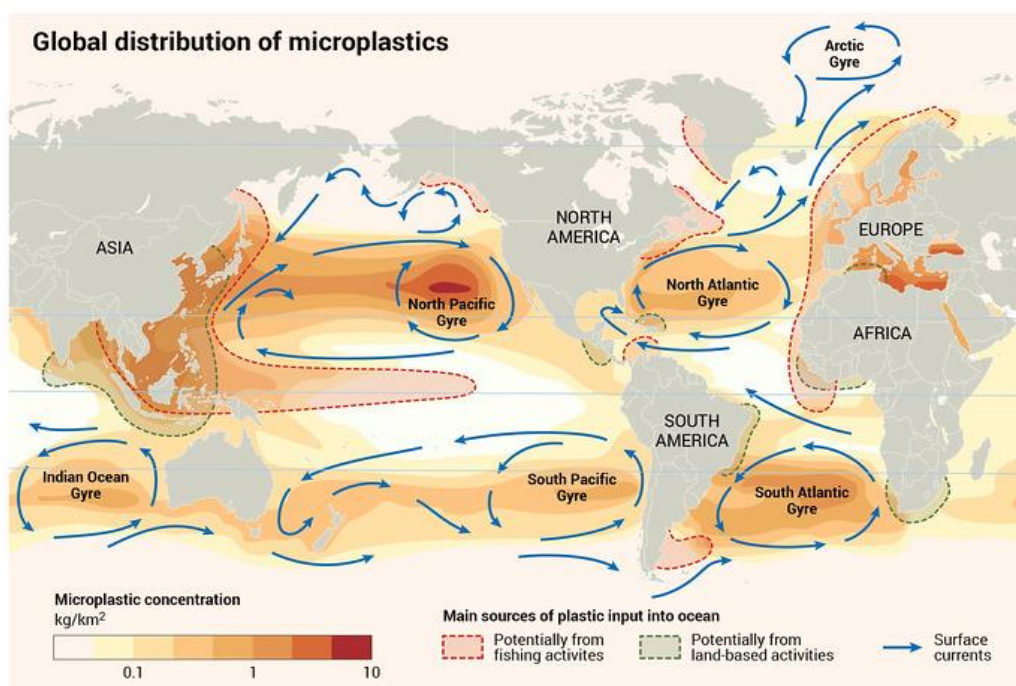 Global distribution of microplastics
Arctic
Gyre
ASIA
NORTH
AMERICA
EUROPE
North Pacific
Gyre
North Atlantic
Gyre
AFRICA
SOUTH
AMERICA
Indian Ocean
Gyre
South Pacific
Gyre
South Atlantic
Gyre
Microplastic concentration
kg/km²
0.1
1
10
Main sources of plastic input into ocean
Potentially from
fishing activites
Potentially from
land-based activities
Surface
currents